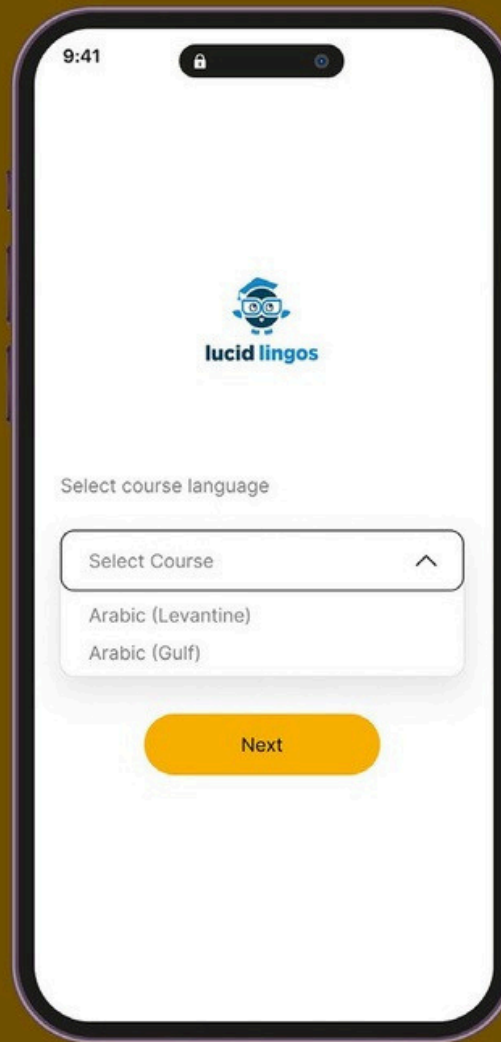 9:41
lucid lingos
Select course language
Select Course
Arabic (Levantine)
Arabic (Gulf)
Next